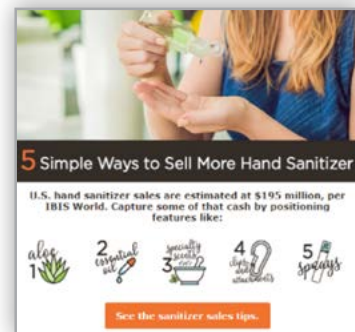 5 Simple Ways to Sell More Hand Sanitizer
U.S. hand sanitizer sales are estimated at $195 million, per
IBIS World. Capture some of that cash by positioning
features like:
aloe
1
2
essential
oil
specialty
scents
3
4
clips
and
attachments
5
sprays
See the sanitizer sales tips.